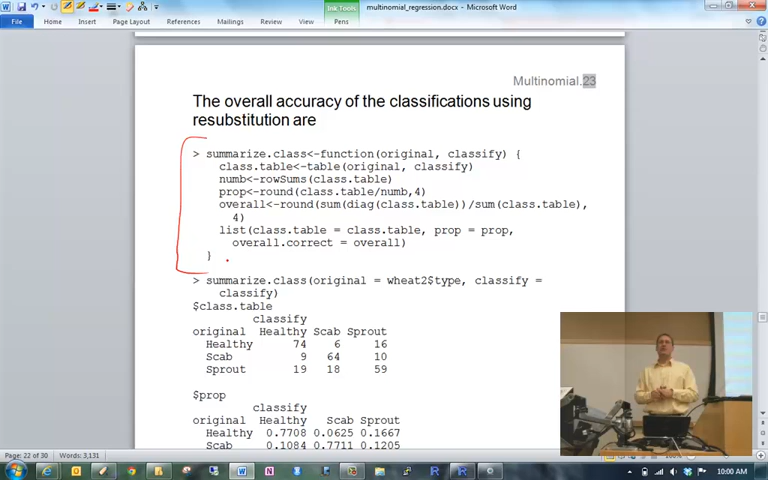 Ink Tools
multinomial_regression.docx - Microsoft Word
File
Home
Insert
Page Layout
References
Mailings
Review
View
Pens
Multinomial.23
The overall accuracy of the classifications using
resubstitution are
> summarize.class<-function(original, classify) {
class.table<-table(original, classify)
numb<-rowSums(class.table)
prop<-round(class.table/numb,4)
overall<-round(sum(diag(class.table))/sum(class.table),
4)
list(class.table = class.table, prop = prop,
overall.correct = overall)
}
> summarize.class(original = wheat2$type, classify =
classify)
$class.table
classify
original Healthy Scab Sprout
Healthy 74 6 16
Scab 9 64 10
Sprout 19 18 59
$prop
classify
original Healthy Scab Sprout
Healthy 0.7708 0.0625 0.1667
Scab 0.1084 0.7711 0.1205
Page: 22 of 30
Words: 3,131
10:00 AM